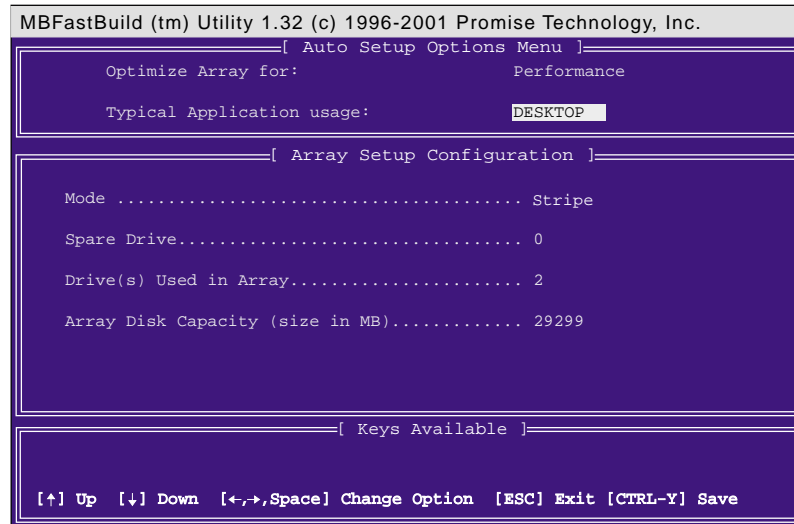 MBFastBuild (tm) Utility 1.32 (c) 1996-2001 Promise Technology, Inc.
[ Auto Setup Options Menu ]
Optimize Array for: Performance
Typical Application usage: DESKTOP
[ Array Setup Configuration ]
Mode ........................................ Stripe
Spare Drive.................................. 0
Drive(s) Used in Array....................... 2
Array Disk Capacity (size in MB)............. 29299
[ Keys Available ]
[↑] Up [↓] Down [←,→,Space] Change Option [ESC] Exit [CTRL-Y] Save